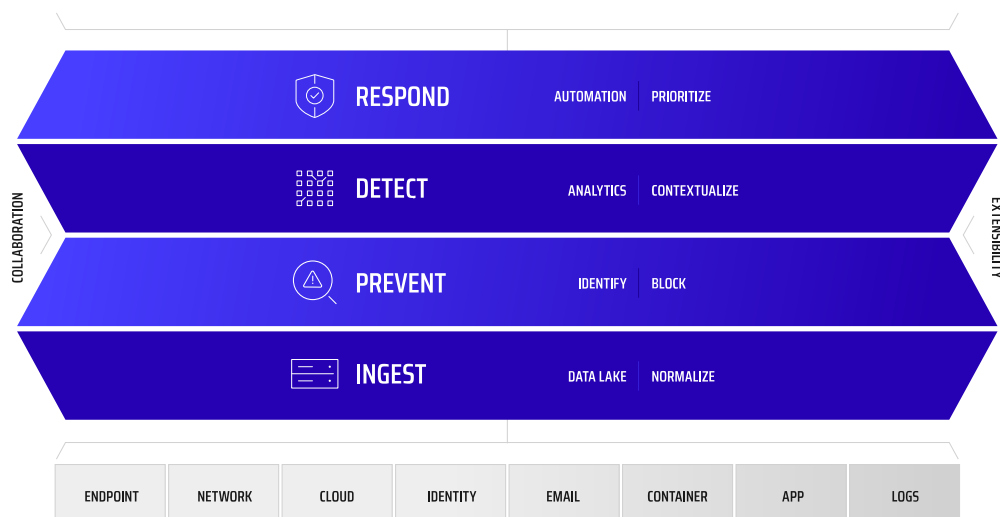 RESPOND
AUTOMATION
PRIORITIZE
DETECT
ANALYTICS
CONTEXTUALIZE
COLLABORATION
EXTENSIBILITY
PREVENT
IDENTIFY
BLOCK
INGEST
DATA LAKE
NORMALIZE
ENDPOINT
NETWORK
CLOUD
IDENTITY
EMAIL
CONTAINER
APP
LOGS